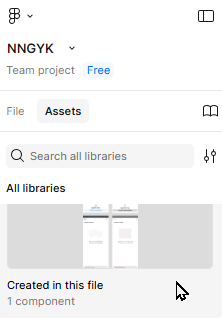 NNGYK
Team project Free
File Assets
Search all libraries
All libraries
Created in this file
1 component